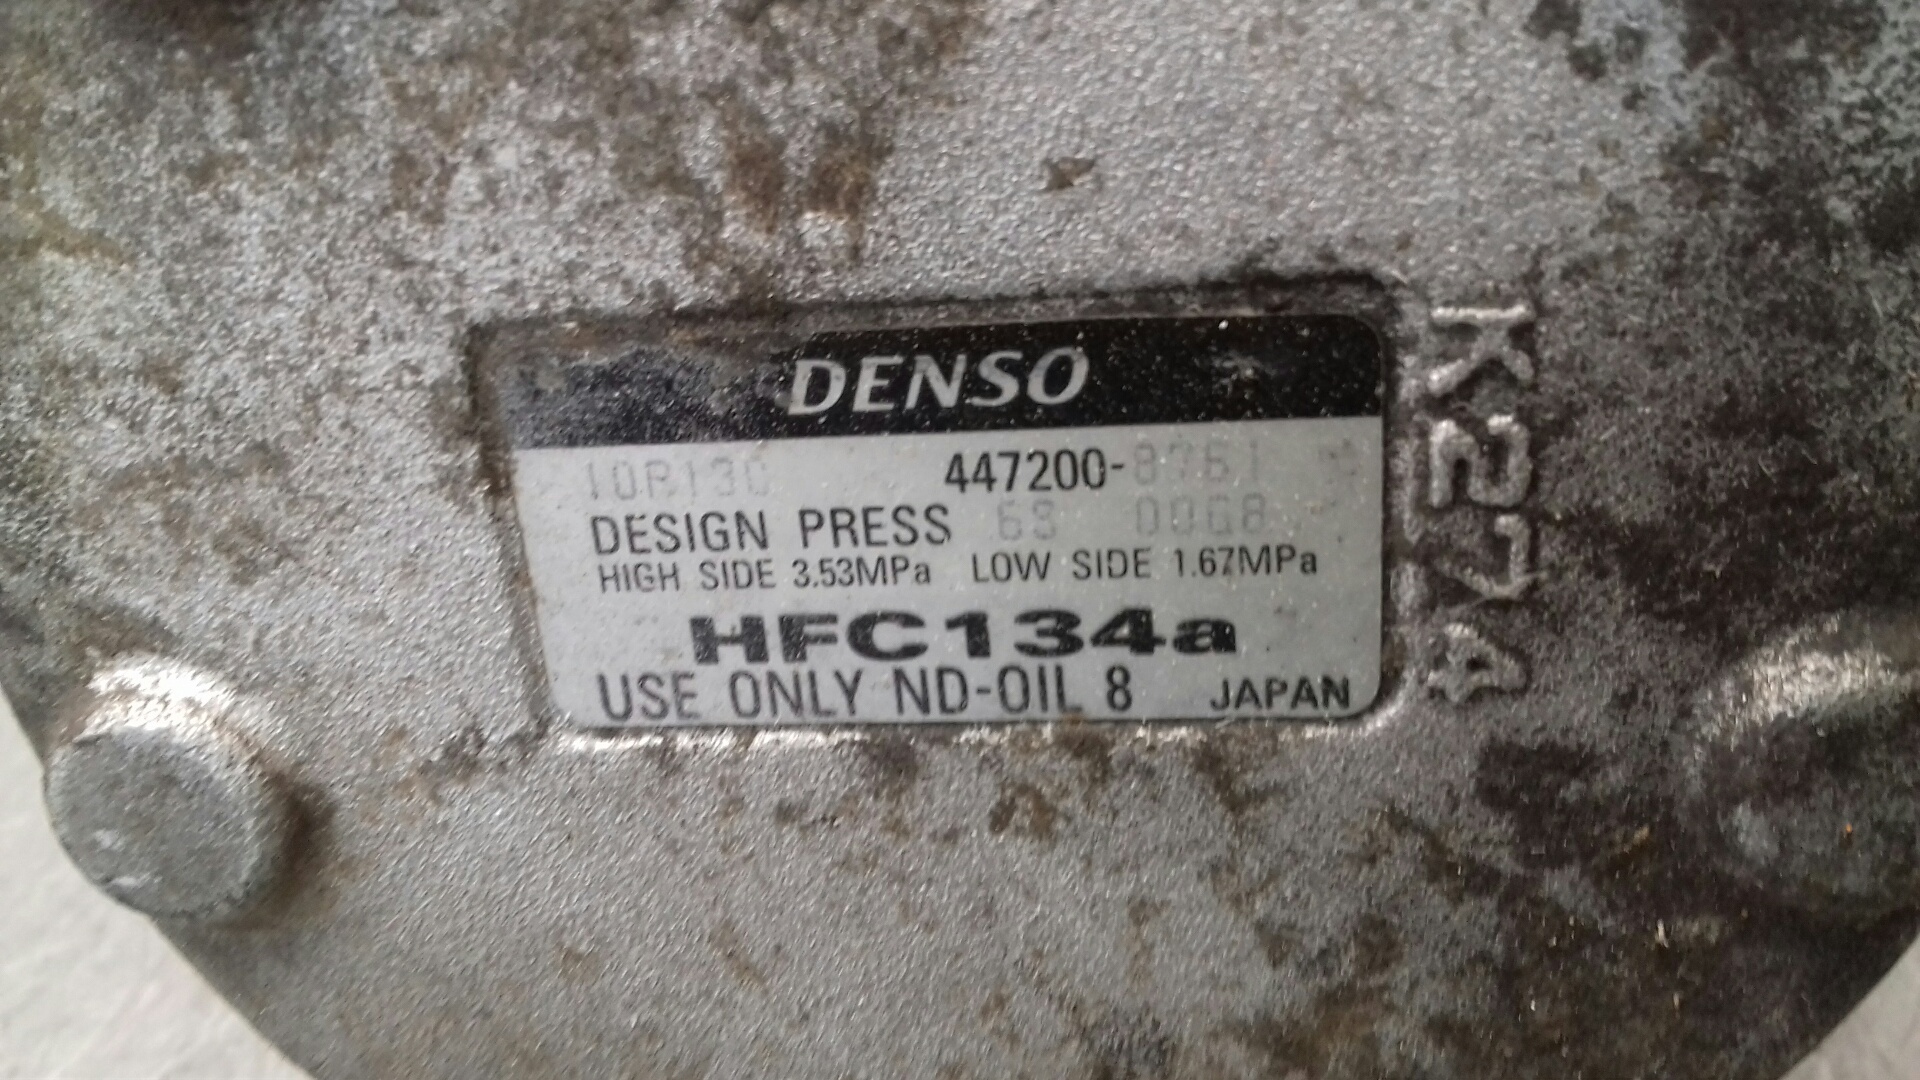 DENSO
447200-
DESIGN PRESS 6S
HIGH SIDE 3.53MPa LOW SIDE 1.67MPa
HFC134a
USE ONLY ND-OIL 8 JAPAN
K274